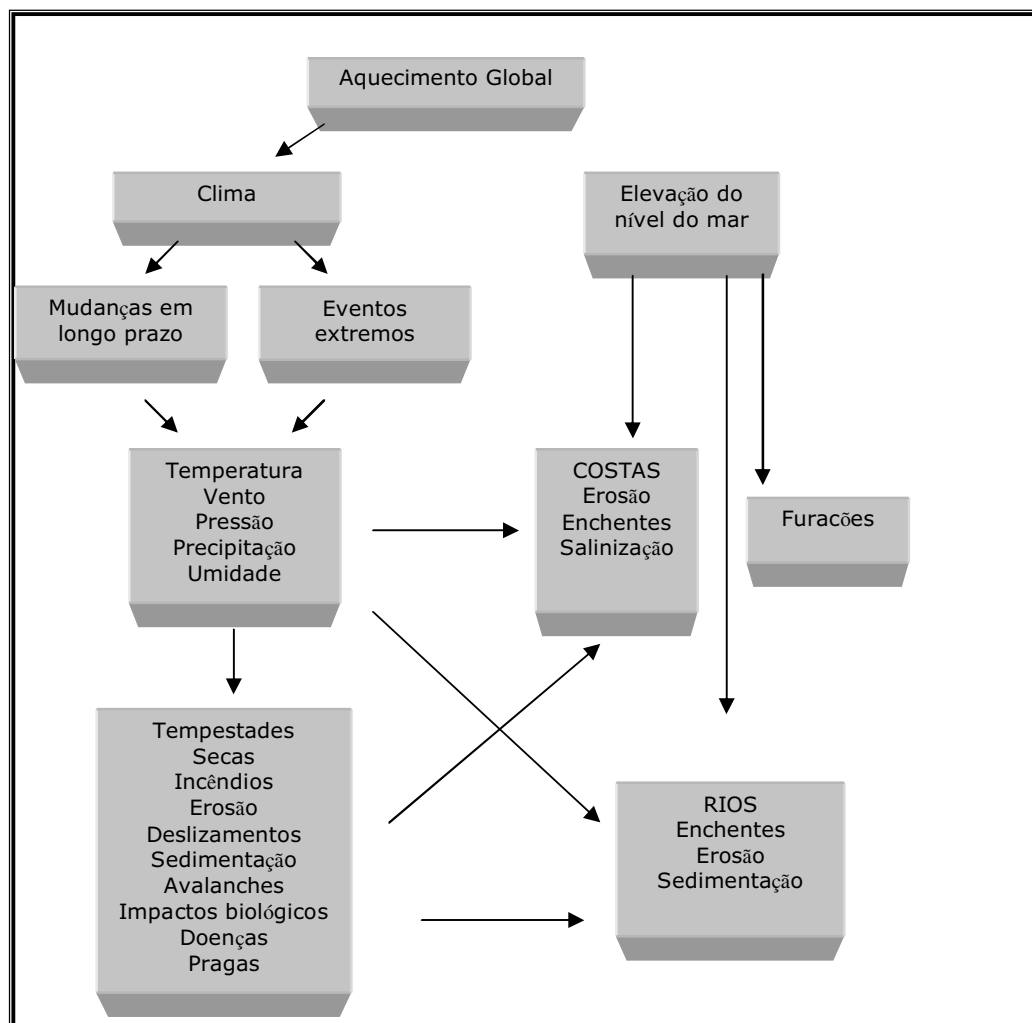 Aquecimento Global
Clima
Elevação do
nível do mar
Mudanças em
longo prazo
Eventos
extremos
Temperatura
Vento
Pressão
Precipitação
Umidade
COSTAS
Erosão
Enchentes
Salinização
Furacões
Tempestades
Secas
Incêndios
Erosão
Deslizamentos
Sedimentação
Avalanches
Impactos biológicos
Doenças
Pragas
RIOS
Enchentes
Erosão
Sedimentação